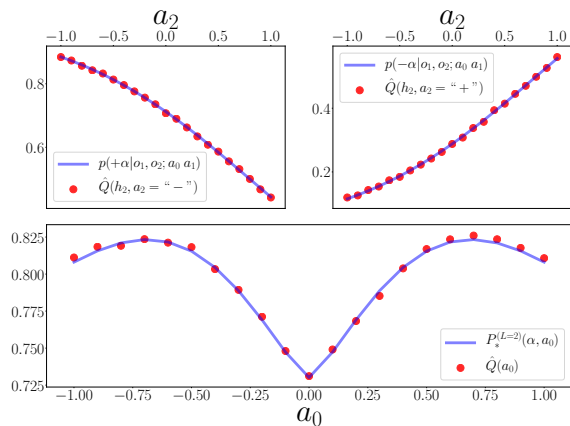 a₂
a₂
−1.0 −0.5 0.0 0.5 1.0
−1.0 −0.5 0.0 0.5 1.0
0.8
0.6
p(+α|o₁, o₂; a₀ a₁)
Q̂(h₂, a₂ = “−”)
0.4
0.2
p(−α|o₁, o₂; a₀ a₁)
Q̂(h₂, a₂ = “+”)
0.825
0.800
0.775
0.750
0.725
P∗^(L=2)(α, a₀)
Q̂(a₀)
−1.00 −0.75 −0.50 −0.25 0.00 0.25 0.50 0.75 1.00
a₀